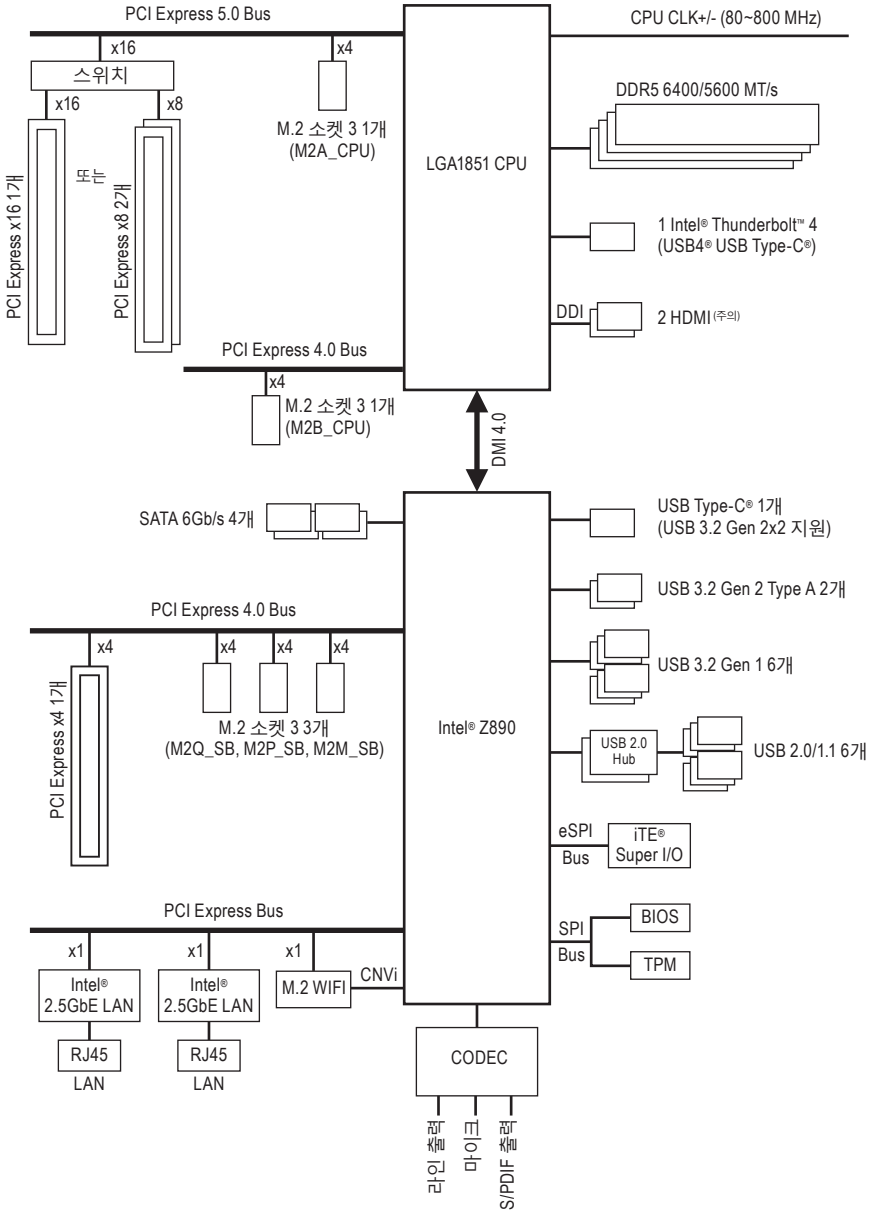 PCI Express 5.0 Bus
CPU CLK+/- (80~800 MHz)
x16
x4
스위치
x16
x8
DDR5 6400/5600 MT/s
M.2 소켓 3 1개
(M2A_CPU)
LGA1851 CPU
또는
PCI Express x16 1개
PCI Express x8 2개
1 Intel® Thunderbolt™ 4
(USB4® USB Type-C®)
DDI
2 HDMI (주의)
PCI Express 4.0 Bus
x4
M.2 소켓 3 1개
(M2B_CPU)
DMI 4.0
SATA 6Gb/s 4개
USB Type-C® 1개
(USB 3.2 Gen 2x2 지원)
USB 3.2 Gen 2 Type A 2개
PCI Express 4.0 Bus
x4
x4
x4
x4
USB 3.2 Gen 1 6개
PCI Express x4 1개
M.2 소켓 3 3개
(M2Q_SB, M2P_SB, M2M_SB)
Intel® Z890
USB 2.0
Hub
USB 2.0/1.1 6개
eSPI
Bus
iTE®
Super I/O
PCI Express Bus
SPI
Bus
BIOS
TPM
x1
x1
x1
CNVi
Intel®
2.5GbE LAN
Intel®
2.5GbE LAN
M.2 WIFI
RJ45
LAN
RJ45
LAN
CODEC
라인 출력
마이크
S/PDIF 출력